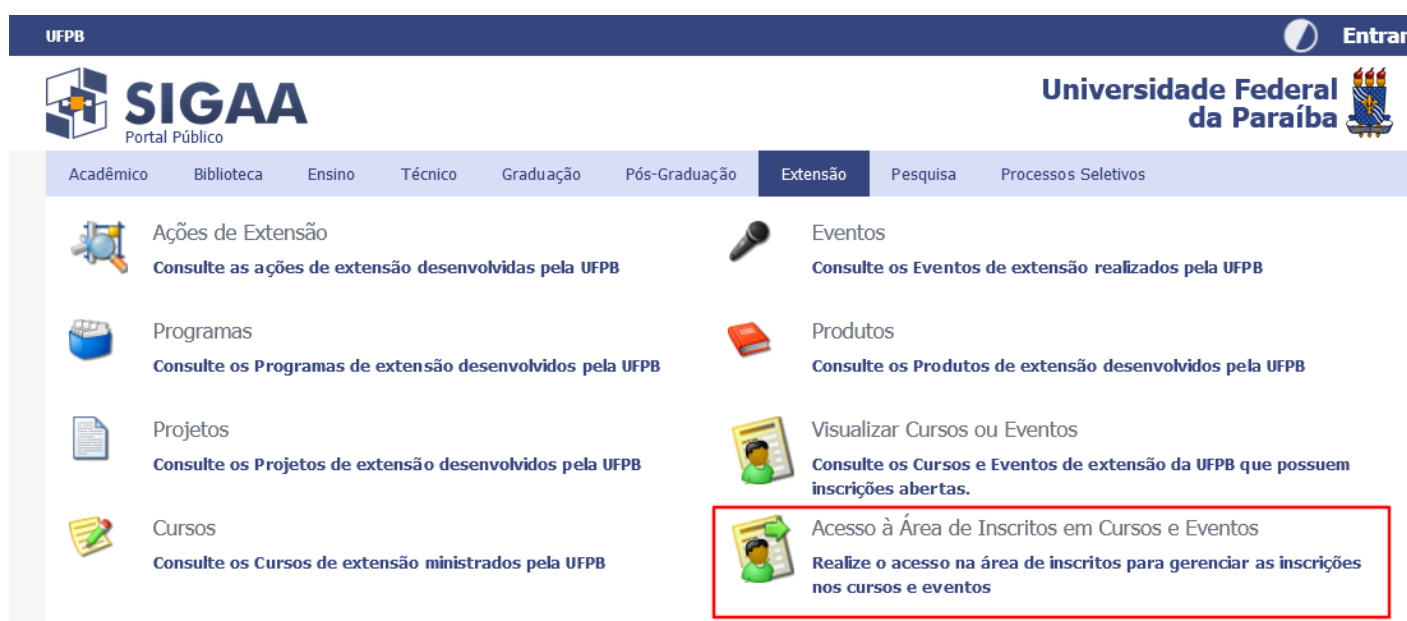 UFPB
Entrar
SIGAA
Portal Público
Universidade Federal
da Paraíba
Acadêmico Biblioteca Ensino Técnico Graduação Pós-Graduação Extensão Pesquisa Processos Seletivos
Ações de Extensão
Consulte as ações de extensão desenvolvidas pela UFPB
Eventos
Consulte os Eventos de extensão realizados pela UFPB
Programas
Consulte os Programas de extensão desenvolvidos pela UFPB
Produtos
Consulte os Produtos de extensão desenvolvidos pela UFPB
Projetos
Consulte os Projetos de extensão desenvolvidos pela UFPB
Visualizar Cursos ou Eventos
Consulte os Cursos e Eventos de extensão da UFPB que possuem
inscrições abertas.
Cursos
Consulte os Cursos de extensão ministrados pela UFPB
Acesso à Área de Inscritos em Cursos e Eventos
Realize o acesso na área de inscritos para gerenciar as inscrições
nos cursos e eventos